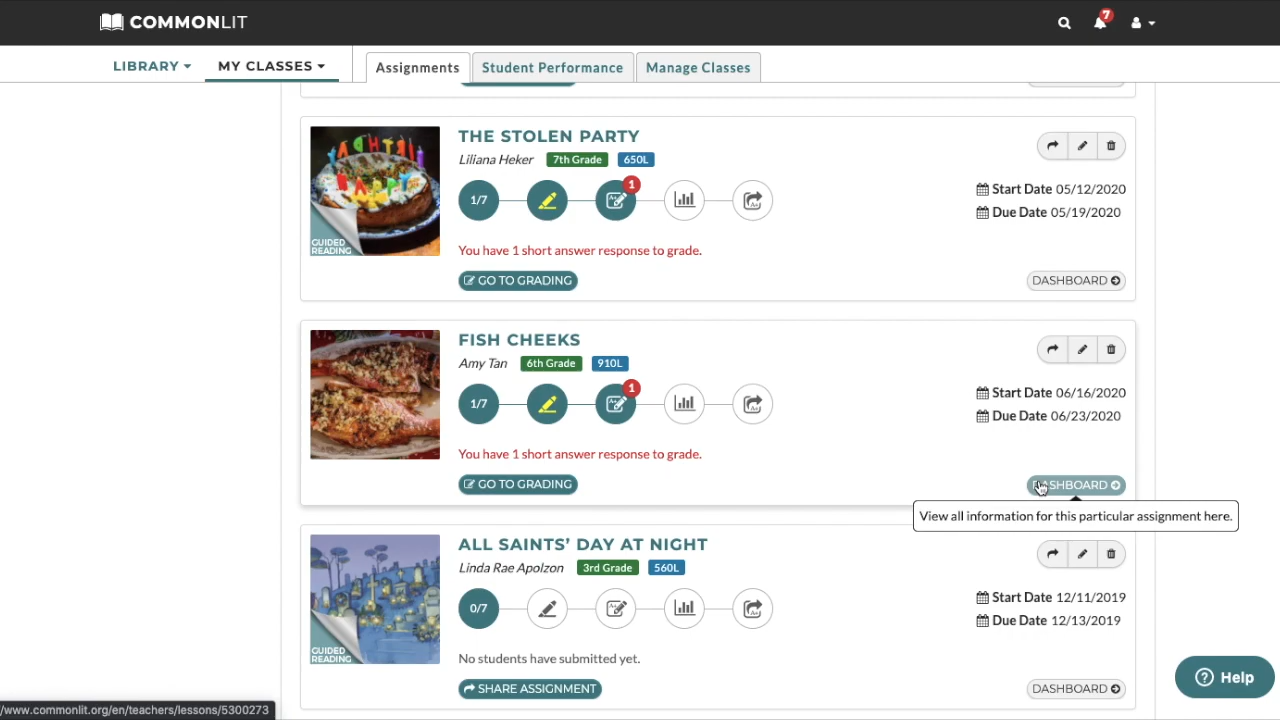 COMMONLIT
7
LIBRARY
MY CLASSES
Assignments
Student Performance
Manage Classes
THE STOLEN PARTY
Liliana Heker 7th Grade 650L
1/7
1
Start Date 05/12/2020
Due Date 05/19/2020
GUIDED
READING
You have 1 short answer response to grade.
GO TO GRADING
DASHBOARD
FISH CHEEKS
Amy Tan 6th Grade 910L
1/7
1
Start Date 06/16/2020
Due Date 06/23/2020
You have 1 short answer response to grade.
GO TO GRADING
DASHBOARD
View all information for this particular assignment here.
ALL SAINTS’ DAY AT NIGHT
Linda Rae Apolzon 3rd Grade 560L
0/7
Start Date 12/11/2019
Due Date 12/13/2019
GUIDED
READING
No students have submitted yet.
SHARE ASSIGNMENT
DASHBOARD
Help
/www.commonlit.org/en/teachers/lessons/5300273